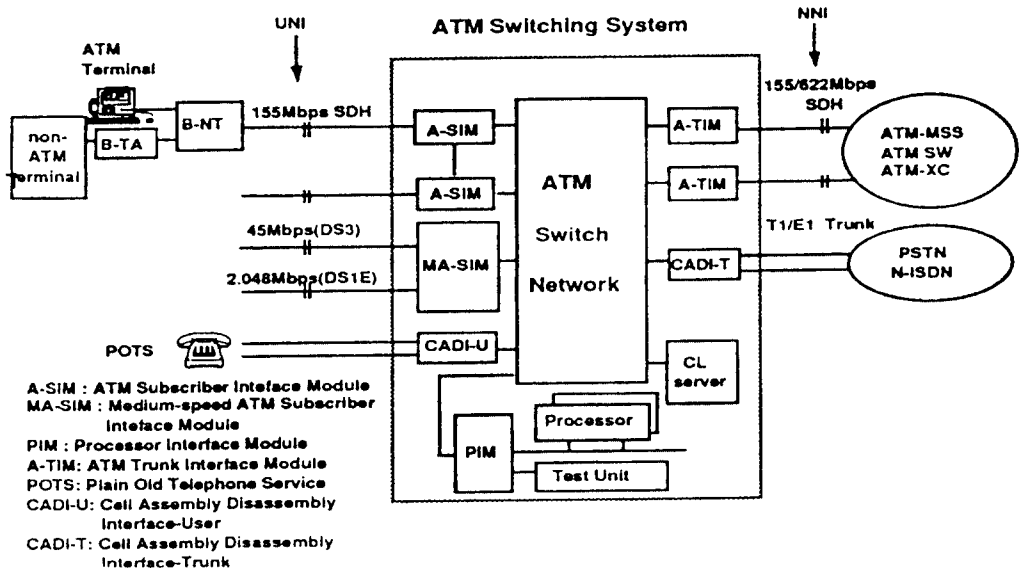 UNI
ATM Switching System
NNI
ATM
Terminal
155/622Mbps
SDH
155Mbps SDH
B-NT
B-TA
non-
ATM
terminal
A-SIM
A-SIM
45Mbps(DS3)
MA-SIM
2.048Mbps(DS1E)
ATM
Switch
Network
A-TIM
A-TIM
ATM-MSS
ATM SW
ATM-XC
T1/E1 Trunk
CADI-T
PSTN
N-ISDN
POTS
CADI-U
CL
server
Processor
PIM
Test Unit
A-SIM : ATM Subscriber Inteface Module
MA-SIM : Medium-speed ATM Subscriber
Inteface Module
PIM : Processor Interface Module
A-TIM: ATM Trunk Interface Module
POTS: Plain Old Telephone Service
CADI-U: Cell Assembly Disassembly
Interface-User
CADI-T: Cell Assembly Disassembly
Interface-Trunk